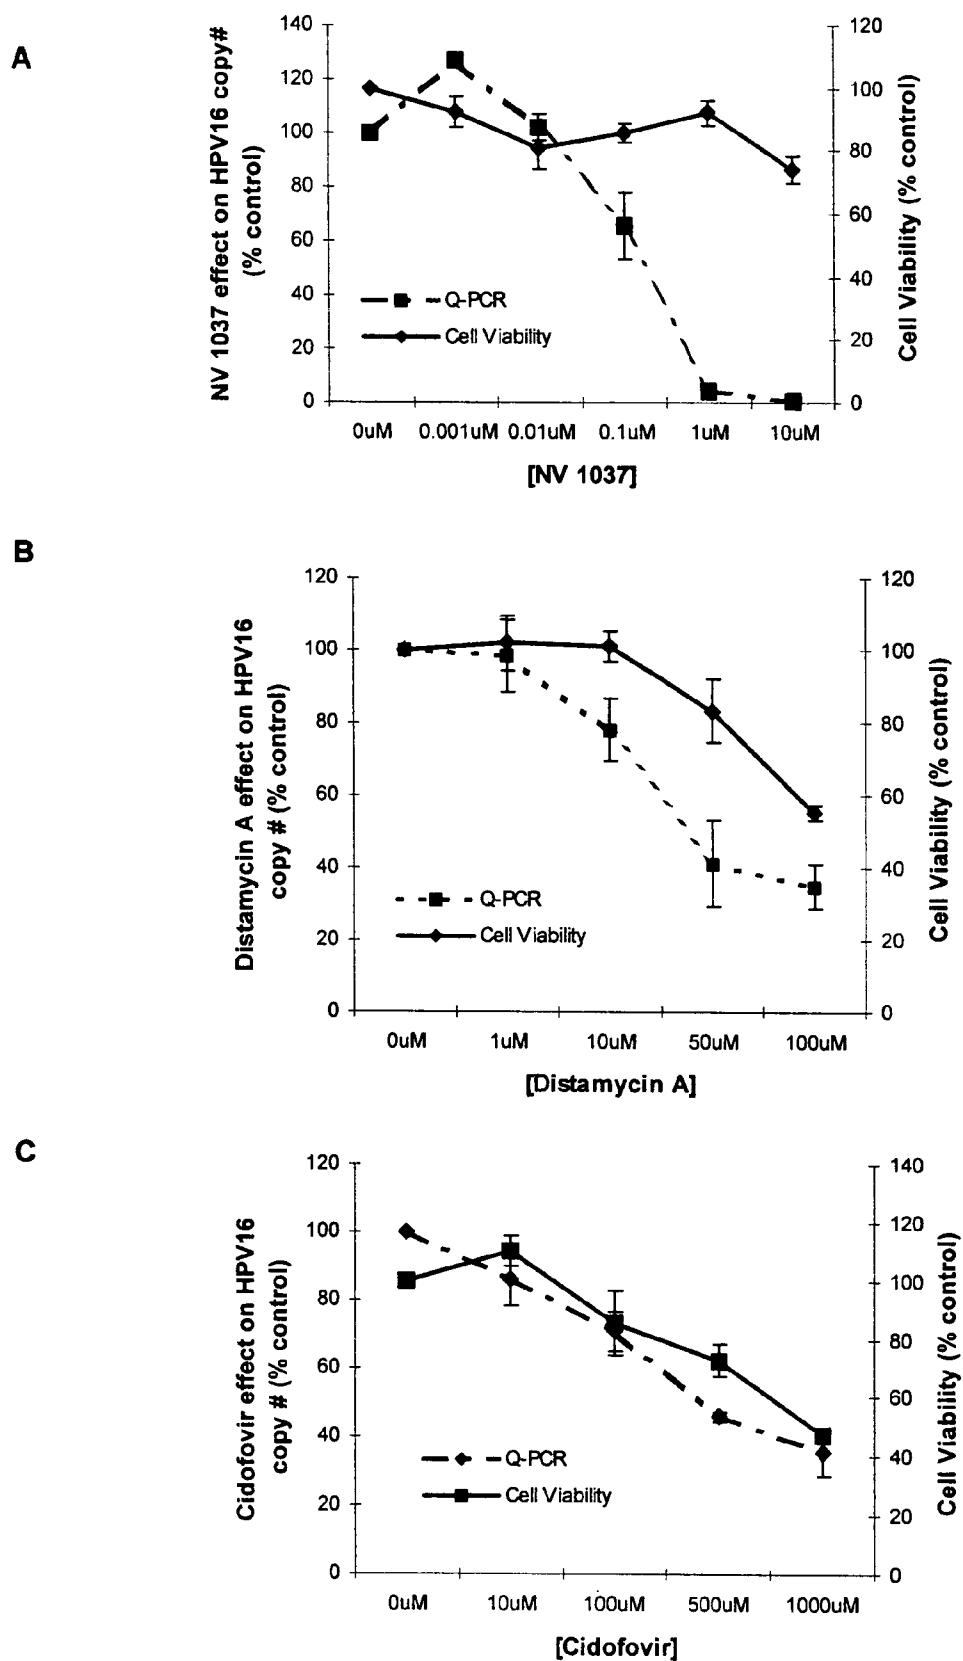 A
NV 1037 effect on HPV16 copy#
(% control)
140
120
100
80
60
40
20
0
120
100
80
60
40
20
0
Cell Viability (% control)
Q-PCR
Cell Viability
0uM 0.001uM 0.01uM 0.1uM 1uM 10uM
[NV 1037]
B
Distamycin A effect on HPV16
copy # (% control)
120
100
80
60
40
20
0
120
100
80
60
40
20
0
Cell Viability (% control)
Q-PCR
Cell Viability
0uM 1uM 10uM 50uM 100uM
[Distamycin A]
C
Cidofovir effect on HPV16
copy # (% control)
120
100
80
60
40
20
0
140
120
100
80
60
40
20
0
Cell Viability (% control)
Q-PCR
Cell Viability
0uM 10uM 100uM 500uM 1000uM
[Cidofovir]